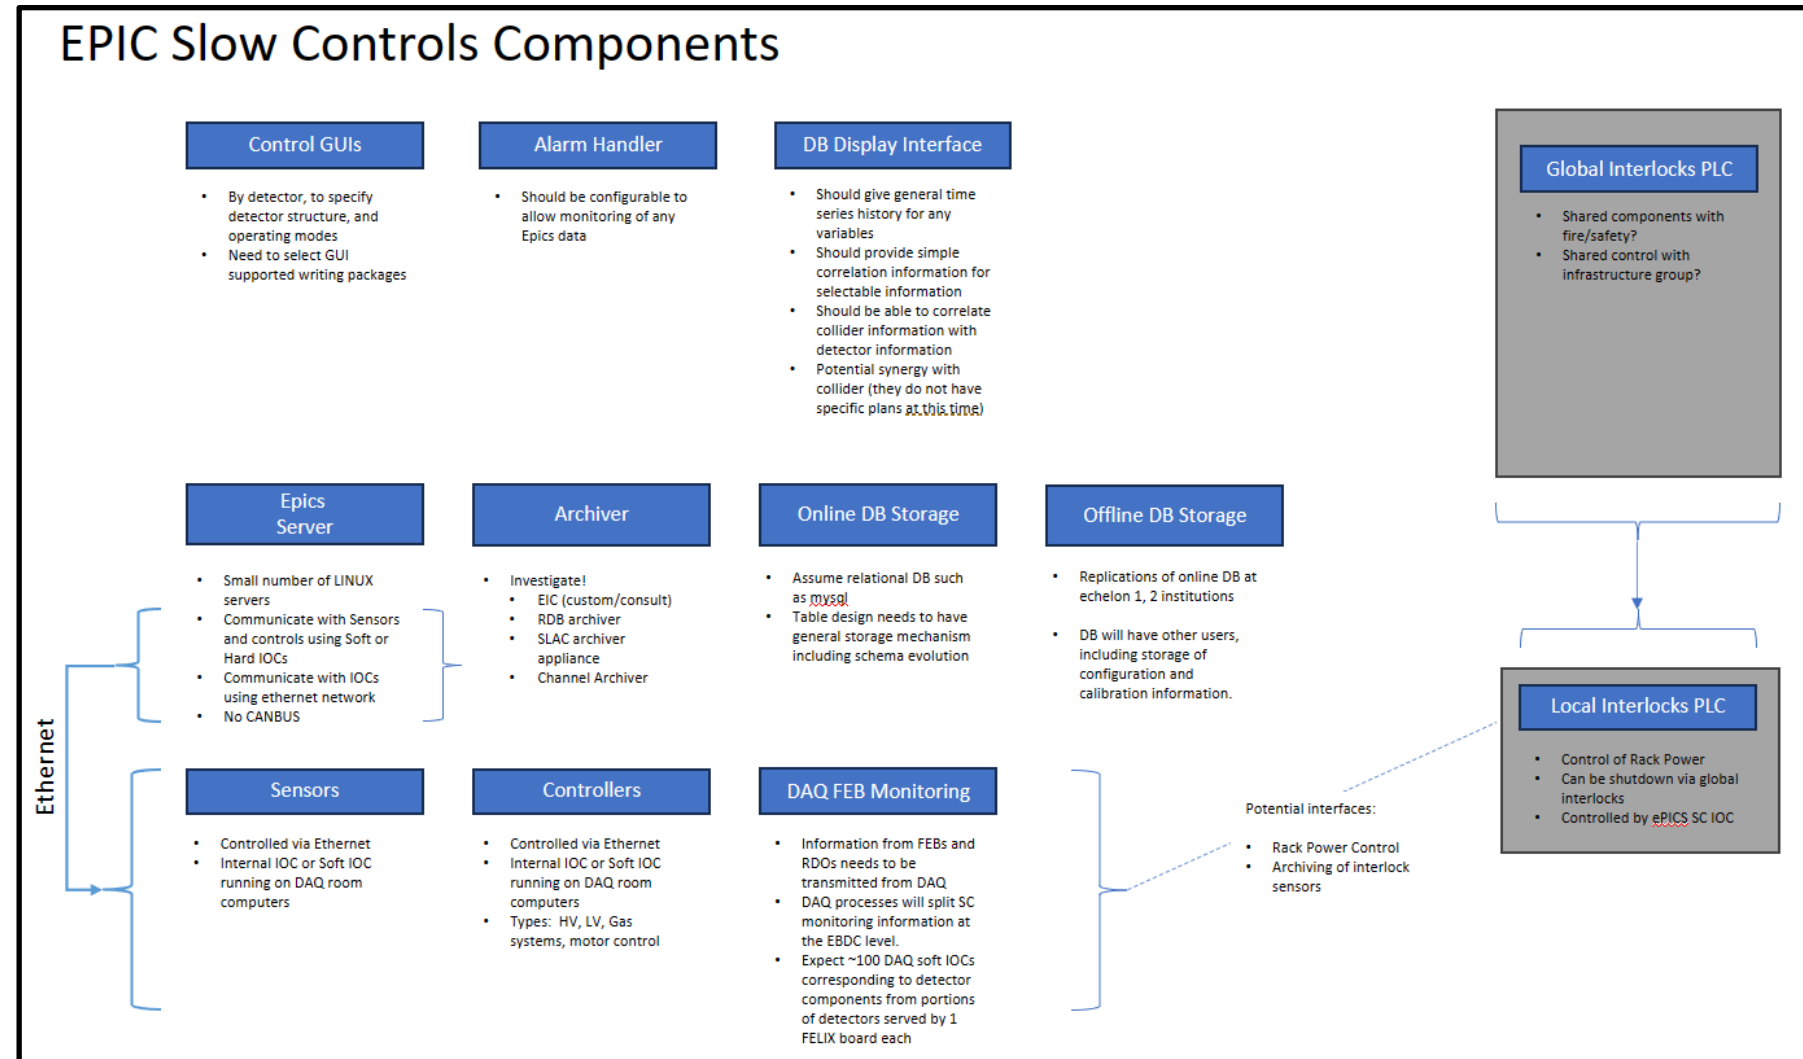 EPIC Slow Controls Components
Control GUIs
• By detector, to specify
detector structure, and
operating modes
• Need to select GUI
supported writing packages
Alarm Handler
• Should be configurable to
allow monitoring of any
Epics data
DB Display Interface
• Should give general time
series history for any
variables
• Should provide simple
correlation information for
selectable information
• Should be able to correlate
collider information with
detector information
• Potential synergy with
collider (they do not have
specific plans at this time)
Global Interlocks PLC
• Shared components with
fire/safety?
• Shared control with
infrastructure group?
Epics
Server
• Small number of LINUX
servers
• Communicate with Sensors
and controls using Soft or
Hard IOCs
• Communicate with IOCs
using ethernet network
• No CANBUS
Archiver
• Investigate!
• EIC (custom/consult)
• RDB archiver
• SLAC archiver
appliance
• Channel Archiver
Online DB Storage
• Assume relational DB such
as mysql
• Table design needs to have
general storage mechanism
including schema evolution
Offline DB Storage
• Replications of online DB at
echelon 1, 2 institutions
• DB will have other users,
including storage of
configuration and
calibration information.
Local Interlocks PLC
• Control of Rack Power
• Can be shutdown via global
interlocks
• Controlled by ePICS SC IOC
Ethernet
Sensors
• Controlled via Ethernet
• Internal IOC or Soft IOC
running on DAQ room
computers
Controllers
• Controlled via Ethernet
• Internal IOC or Soft IOC
running on DAQ room
computers
• Types: HV, LV, Gas
systems, motor control
DAQ FEB Monitoring
• Information from FEBs and
RDOs needs to be
transmitted from DAQ
• DAQ processes will split SC
monitoring information at
the EBDC level.
• Expect ~100 DAQ soft IOCs
corresponding to detector
components from portions
of detectors served by 1
FELIX board each
Potential interfaces:
• Rack Power Control
• Archiving of interlock
sensors